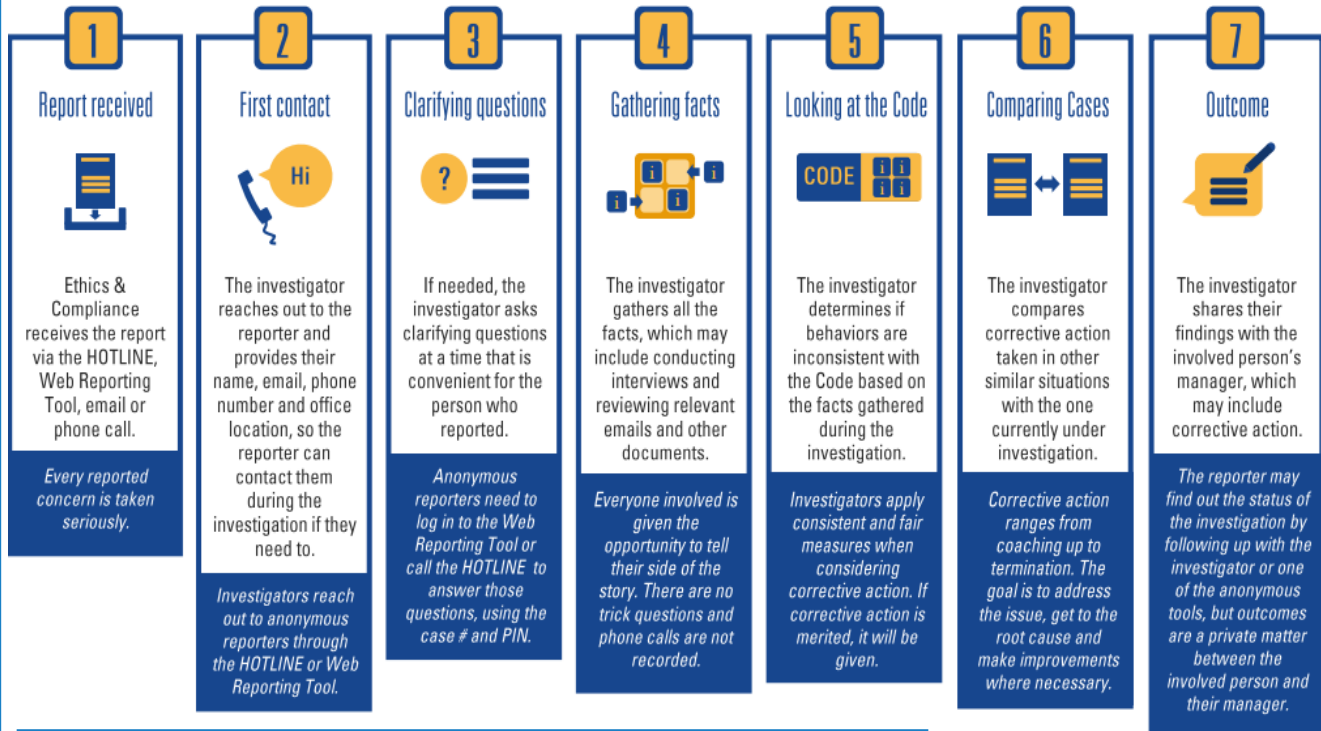 1
Report received
Ethics &
Compliance
receives the report
via the HOTLINE,
Web Reporting
Tool, email or
phone call.
Every reported
concern is taken
seriously.
2
First contact
Hi
The investigator
reaches out to the
reporter and
provides their
name, email, phone
number and office
location, so the
reporter can
contact them
during the
investigation if they
need to.
Investigators reach
out to anonymous
reporters through
the HOTLINE or Web
Reporting Tool.
3
Clarifying questions
?
If needed, the
investigator asks
clarifying questions
at a time that is
convenient for the
person who
reported.
Anonymous
reporters need to
log in to the Web
Reporting Tool or
call the HOTLINE to
answer those
questions, using the
case # and PIN.
4
Gathering facts
i
i
i
i
The investigator
gathers all the
facts, which may
include conducting
interviews and
reviewing relevant
emails and other
documents.
Everyone involved is
given the
opportunity to tell
their side of the
story. There are no
trick questions and
phone calls are not
recorded.
5
Looking at the Code
CODE
i i
i i
The investigator
determines if
behaviors are
inconsistent with
the Code based on
the facts gathered
during the
investigation.
Investigators apply
consistent and fair
measures when
considering
corrective action. If
corrective action is
merited, it will be
given.
6
Comparing Cases
The investigator
compares
corrective action
taken in other
similar situations
with the one
currently under
investigation.
Corrective action
ranges from
coaching up to
termination. The
goal is to address
the issue, get to the
root cause and
make improvements
where necessary.
7
Outcome
The investigator
shares their
findings with the
involved person's
manager, which
may include
corrective action.
The reporter may
find out the status of
the investigation by
following up with the
investigator or one
of the anonymous
tools, but outcomes
are a private matter
between the
involved person and
their manager.